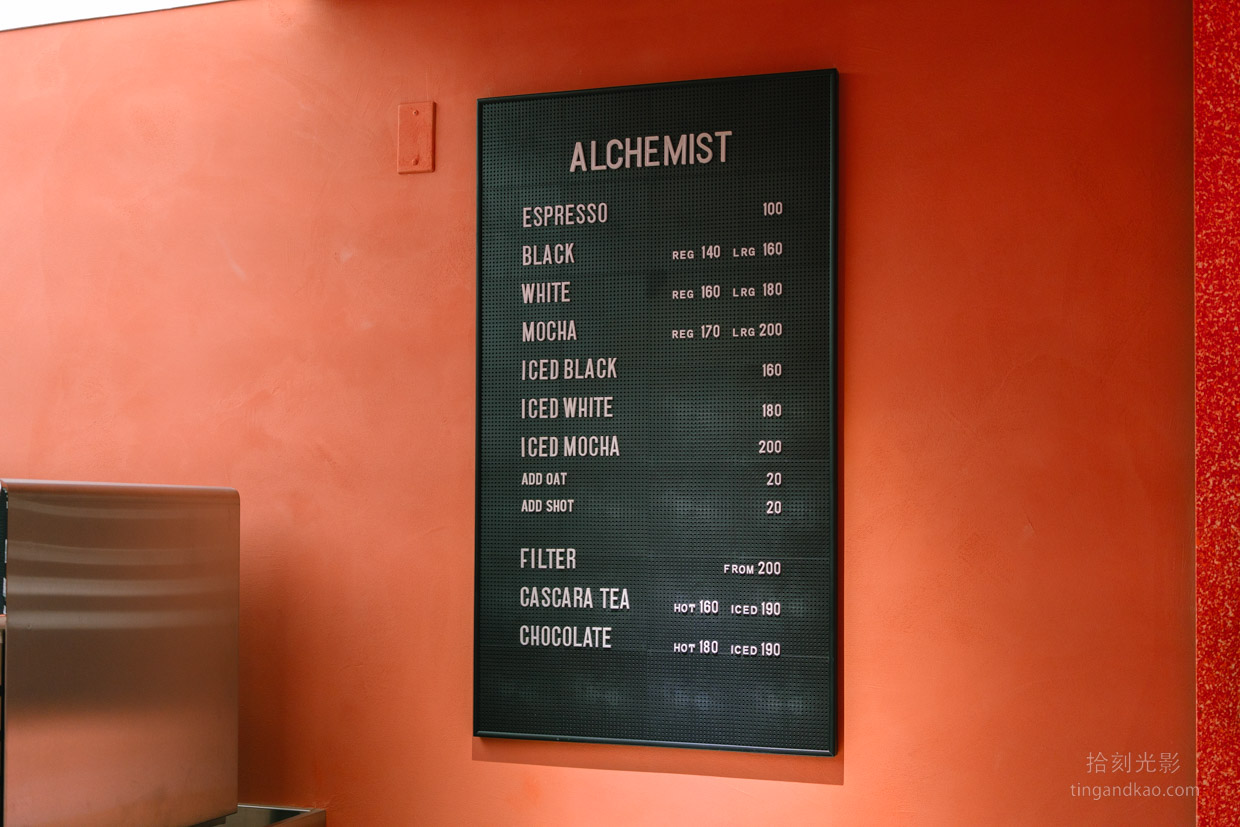 ALCHEMIST
ESPRESSO 100
BLACK REG 140 LRG 160
WHITE REG 160 LRG 180
MOCHA REG 170 LRG 200
ICED BLACK 160
ICED WHITE 180
ICED MOCHA 200
ADD OAT 20
ADD SHOT 20
FILTER FROM 200
CASCARA TEA HOT 160 ICED 190
CHOCOLATE HOT 180 ICED 190
拾刻光影
tingandkao.com